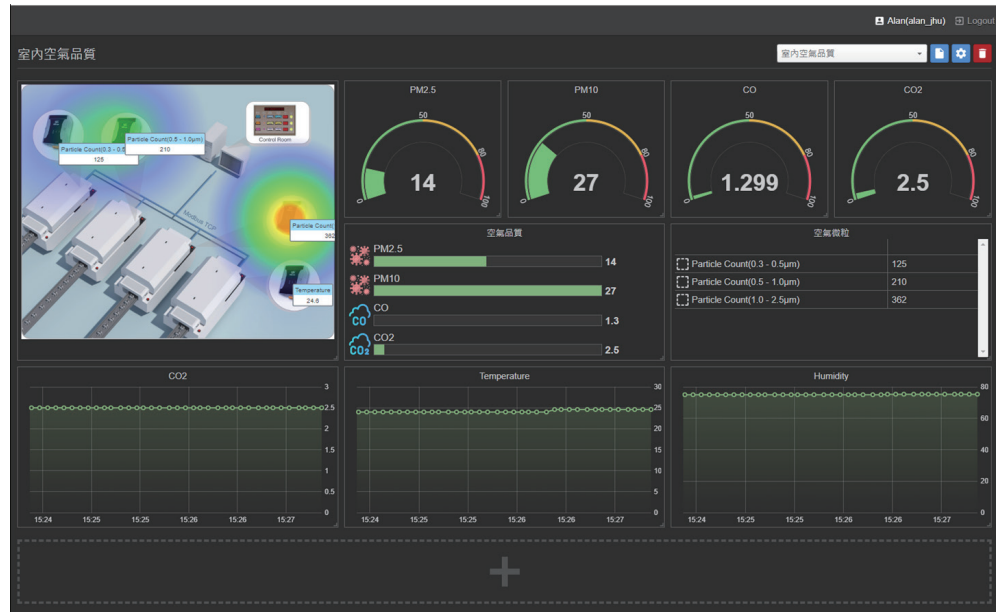 Alan(alan_jhu) Logout
室內空氣品質
室內空氣品質
Particle Count(0.3 - 0.5
125
Particle Count(0.5 - 1.0μm)
210
Control Room
Modbus TCP
Particle Count(
362
Temperature
24.6
PM2.5
0
50
80
100
14
PM10
0
50
80
100
27
CO
0
50
80
100
1.299
CO2
0
50
80
100
2.5
空氣品質
PM2.5
14
PM10
27
CO
CO
1.3
CO2
CO2
2.5
空氣微粒
Particle Count(0.3 - 0.5μm) 125
Particle Count(0.5 - 1.0μm) 210
Particle Count(1.0 - 2.5μm) 362
CO2
3
2.5
2
1.5
1
0.5
0
15:24 15:25 15:25 15:26 15:26 15:27
Temperature
30
25
20
15
10
5
0
15:24 15:25 15:25 15:26 15:26 15:27
Humidity
80
60
40
20
0
15:24 15:25 15:25 15:26 15:26 15:27